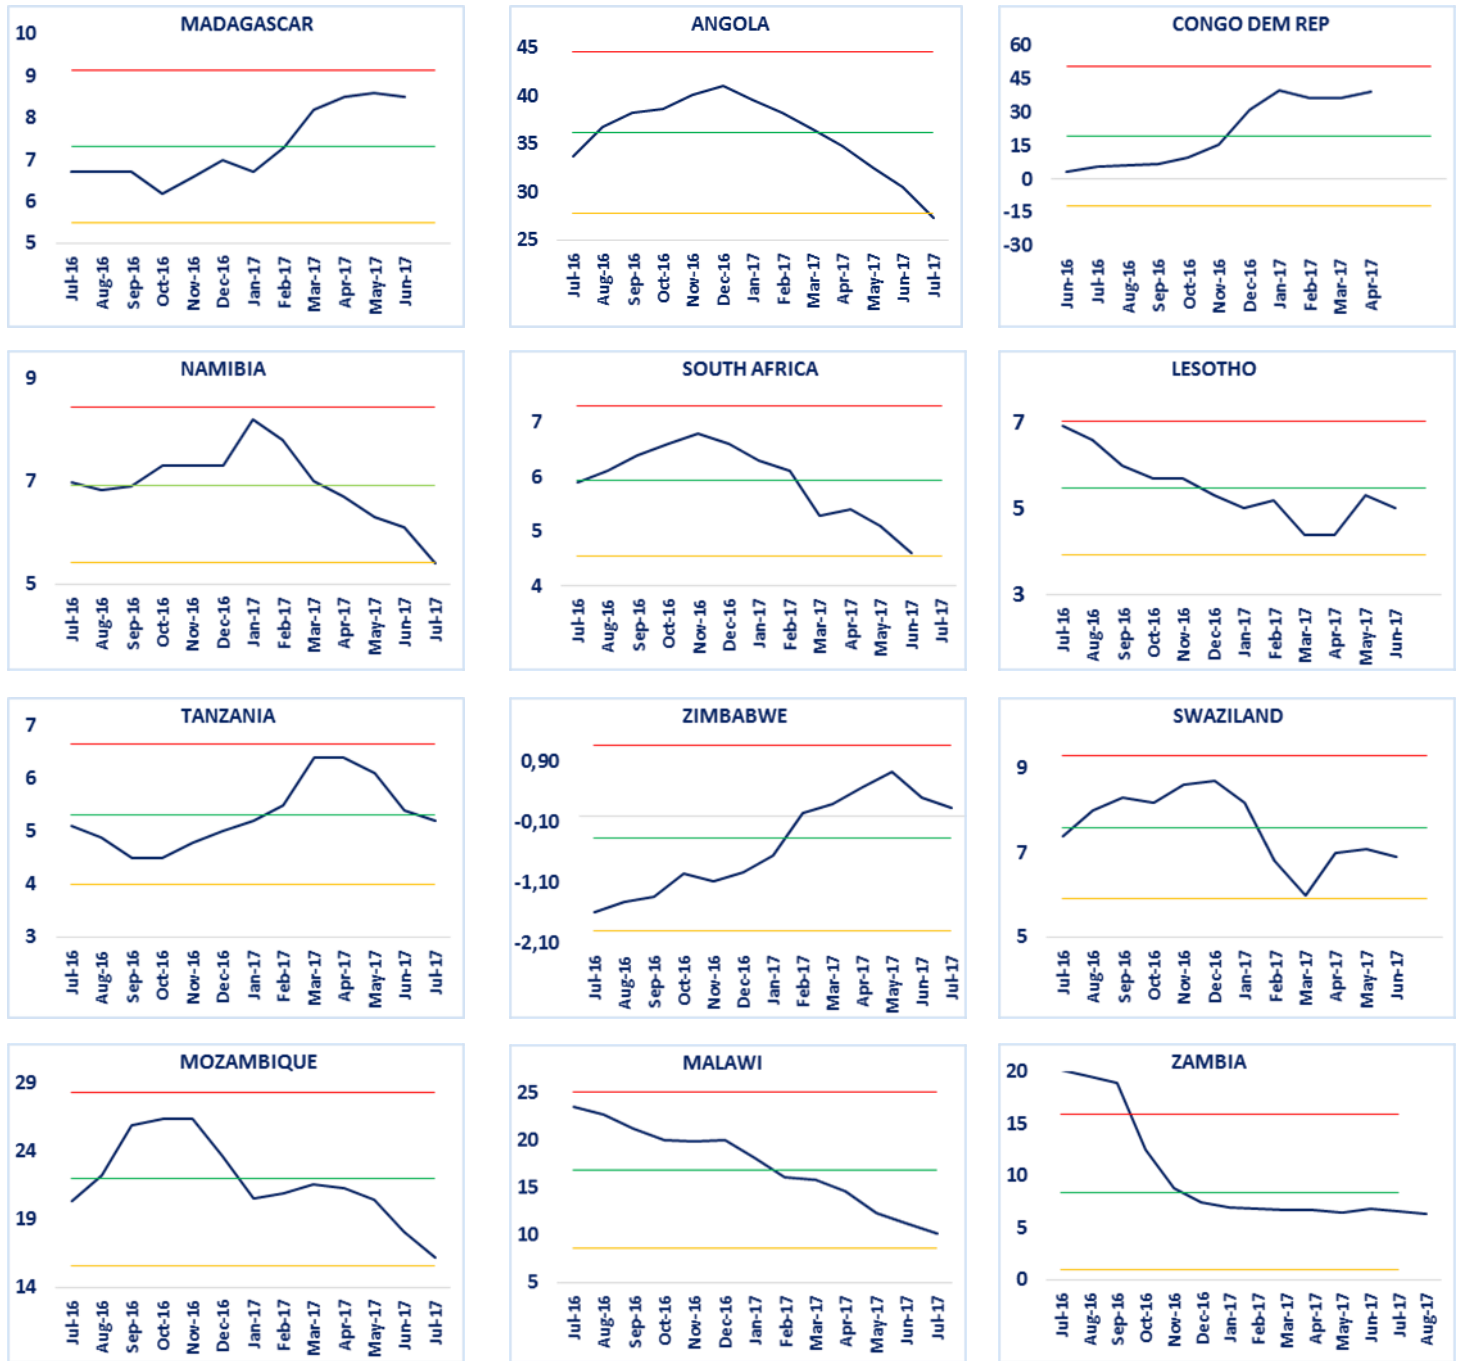 MADAGASCAR
10
9
8
7
6
5
Jul-16 Aug-16 Sep-16 Oct-16 Nov-16 Dec-16 Jan-17 Feb-17 Mar-17 Apr-17 May-17 Jun-17
ANGOLA
45
40
35
30
25
Jul-16 Aug-16 Sep-16 Oct-16 Nov-16 Dec-16 Jan-17 Feb-17 Mar-17 Apr-17 May-17 Jun-17 Jul-17
CONGO DEM REP
60
45
30
15
0
-15
-30
Jun-16 Jul-16 Aug-16 Sep-16 Oct-16 Nov-16 Dec-16 Jan-17 Feb-17 Mar-17 Apr-17
NAMIBIA
9
7
5
Jul-16 Aug-16 Sep-16 Oct-16 Nov-16 Dec-16 Jan-17 Feb-17 Mar-17 Apr-17 May-17 Jun-17 Jul-17
SOUTH AFRICA
7
6
5
4
Jul-16 Aug-16 Sep-16 Oct-16 Nov-16 Dec-16 Jan-17 Feb-17 Mar-17 Apr-17 May-17 Jun-17 Jul-17
LESOTHO
7
5
3
Jul-16 Aug-16 Sep-16 Oct-16 Nov-16 Dec-16 Jan-17 Feb-17 Mar-17 Apr-17 May-17 Jun-17
TANZANIA
7
6
5
4
3
Jul-16 Aug-16 Sep-16 Oct-16 Nov-16 Dec-16 Jan-17 Feb-17 Mar-17 Apr-17 May-17 Jun-17 Jul-17
ZIMBABWE
0,90
-0,10
-1,10
-2,10
Jul-16 Aug-16 Sep-16 Oct-16 Nov-16 Dec-16 Jan-17 Feb-17 Mar-17 Apr-17 May-17 Jun-17 Jul-17
SWAZILAND
9
7
5
Jul-16 Aug-16 Sep-16 Oct-16 Nov-16 Dec-16 Jan-17 Feb-17 Mar-17 Apr-17 May-17 Jun-17
MOZAMBIQUE
29
24
19
14
Jul-16 Aug-16 Sep-16 Oct-16 Nov-16 Dec-16 Jan-17 Feb-17 Mar-17 Apr-17 May-17 Jun-17 Jul-17
MALAWI
25
20
15
10
5
Jul-16 Aug-16 Sep-16 Oct-16 Nov-16 Dec-16 Jan-17 Feb-17 Mar-17 Apr-17 May-17 Jun-17 Jul-17
ZAMBIA
20
15
10
5
0
Jul-16 Aug-16 Sep-16 Oct-16 Nov-16 Dec-16 Jan-17 Feb-17 Mar-17 Apr-17 May-17 Jun-17 Jul-17 Aug-17